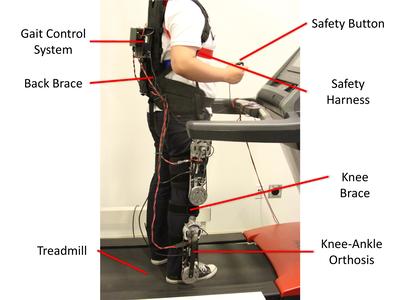 Gait Control
System
Back Brace
Treadmill
Safety Button
Safety
Harness
Knee
Brace
Knee-Ankle
Orthosis